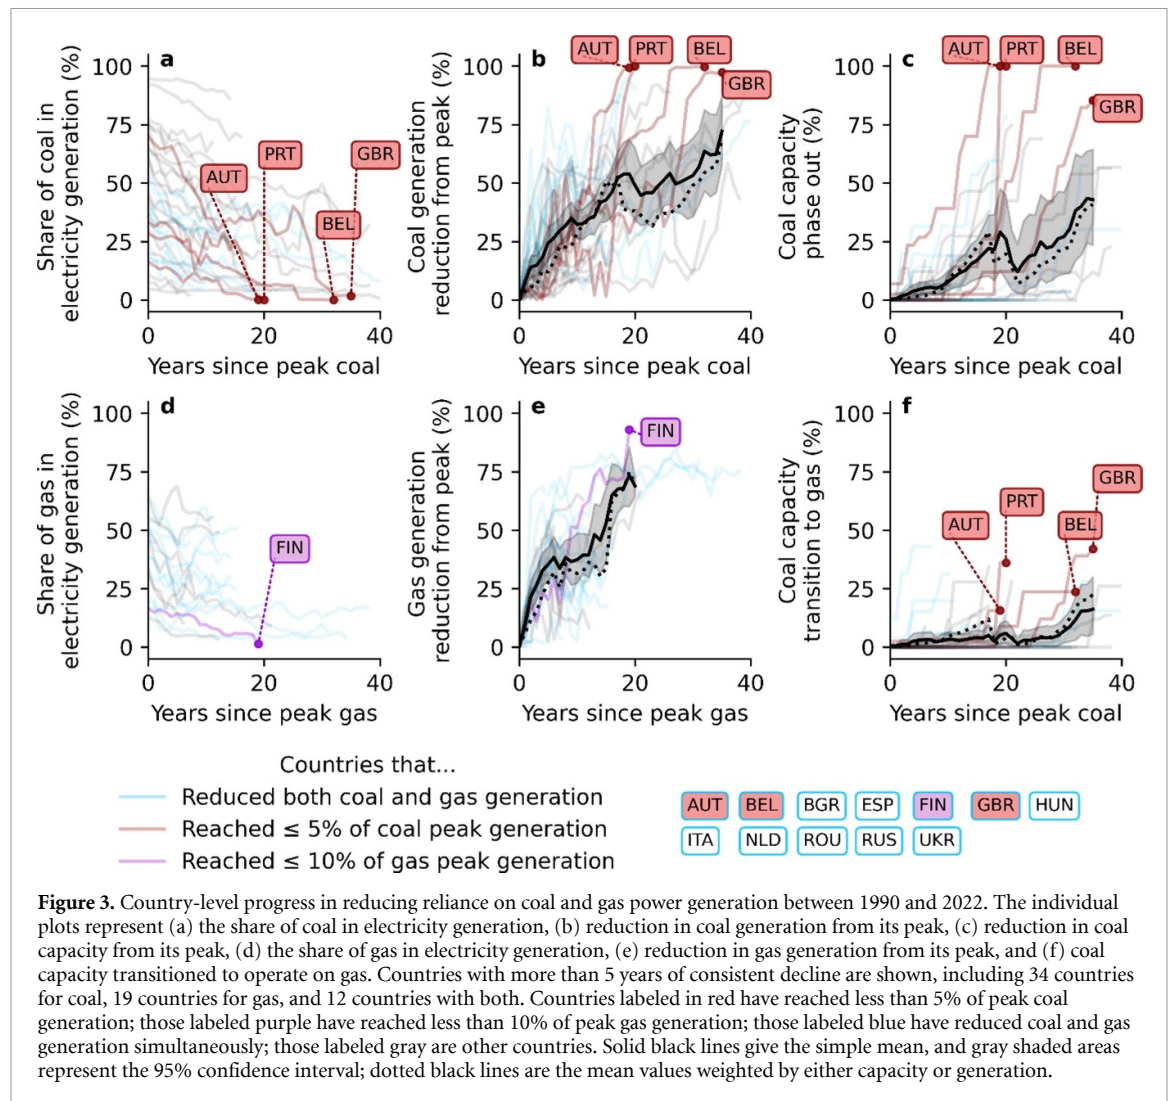 a
Share of coal in
electricity generation (%)
100
75
50
25
0
0
20
40
Years since peak coal
AUT
PRT
GBR
BEL
b
Coal generation
reduction from peak (%)
100
75
50
25
0
0
20
40
Years since peak coal
AUT
PRT
BEL
GBR
c
Coal capacity
phase out (%)
100
75
50
25
0
0
20
40
Years since peak coal
AUT
PRT
BEL
GBR
d
Share of gas in
electricity generation (%)
100
75
50
25
0
0
20
40
Years since peak gas
FIN
e
Gas generation
reduction from peak (%)
100
75
50
25
0
0
20
40
Years since peak gas
FIN
f
Coal capacity
transition to gas (%)
100
75
50
25
0
0
20
40
Years since peak coal
AUT
PRT
BEL
GBR
Countries that...
Reduced both coal and gas generation
Reached ≤ 5% of coal peak generation
Reached ≤ 10% of gas peak generation
AUT BEL BGR ESP FIN GBR HUN
ITA NLD ROU RUS UKR
Figure 3. Country-level progress in reducing reliance on coal and gas power generation between 1990 and 2022. The individual
plots represent (a) the share of coal in electricity generation, (b) reduction in coal generation from its peak, (c) reduction in coal
capacity from its peak, (d) the share of gas in electricity generation, (e) reduction in gas generation from its peak, and (f) coal
capacity transitioned to operate on gas. Countries with more than 5 years of consistent decline are shown, including 34 countries
for coal, 19 countries for gas, and 12 countries with both. Countries labeled in red have reached less than 5% of peak coal
generation; those labeled purple have reached less than 10% of peak gas generation; those labeled blue have reduced coal and gas
generation simultaneously; those labeled gray are other countries. Solid black lines give the simple mean, and gray shaded areas
represent the 95% confidence interval; dotted black lines are the mean values weighted by either capacity or generation.